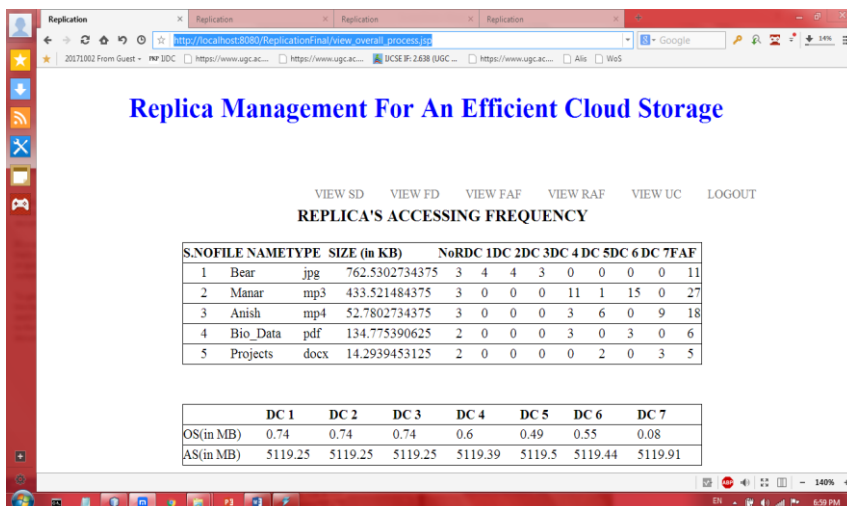 Replication Replication Replication Replication
http://localhost:8080/ReplicationFinal/view_overall_process.jsp Google 14%
20171002 From Guest IJDC https://www.ugc.ac.... https://www.ugc.ac.... IJCSE IF: 2.638 (UGC ... https://www.ugc.ac.... Alis WoS
Replica Management For An Efficient Cloud Storage
VIEW SD VIEW FD VIEW FAF VIEW RAF VIEW UC LOGOUT
REPLICA'S ACCESSING FREQUENCY
S.NO FILE NAME TYPE SIZE (in KB) NoR DC 1 DC 2 DC 3 DC 4 DC 5 DC 6 DC 7 FAF
1 Bear jpg 762.5302734375 3 4 4 3 0 0 0 0 11
2 Manar mp3 433.521484375 3 0 0 0 11 1 15 0 27
3 Anish mp4 52.7802734375 3 0 0 0 3 6 0 9 18
4 Bio_Data pdf 134.775390625 2 0 0 0 3 0 3 0 6
5 Projects docx 14.2939453125 2 0 0 0 0 2 0 3 5
DC 1 DC 2 DC 3 DC 4 DC 5 DC 6 DC 7
OS(in MB) 0.74 0.74 0.74 0.6 0.49 0.55 0.08
AS(in MB) 5119.25 5119.25 5119.25 5119.39 5119.5 5119.44 5119.91
ABP 140%
EN 6:59 PM